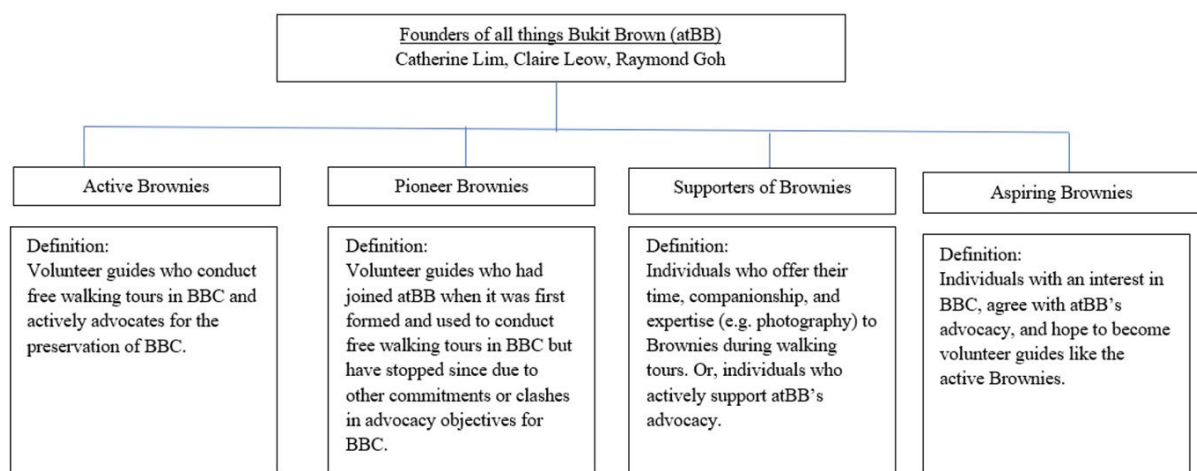 Founders of all things Bukit Brown (atBB)
Catherine Lim, Claire Leow, Raymond Goh
Active Brownies
Pioneer Brownies
Supporters of Brownies
Aspiring Brownies
Definition:
Volunteer guides who conduct
free walking tours in BBC and
actively advocates for the
preservation of BBC.
Definition:
Volunteer guides who had
joined atBB when it was first
formed and used to conduct
free walking tours in BBC but
have stopped since due to
other commitments or clashes
in advocacy objectives for
BBC.
Definition:
Individuals who offer their
time, companionship, and
expertise (e.g. photography) to
Brownies during walking
tours. Or, individuals who
actively support atBB’s
advocacy.
Definition:
Individuals with an interest in
BBC, agree with atBB’s
advocacy, and hope to become
volunteer guides like the
active Brownies.